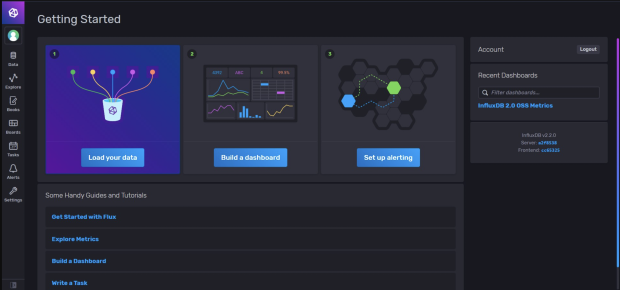 Getting Started
Data
Explore
Books
Boards
Tasks
Alerts
Settings
1
Load your data
2
Build a dashboard
3
Set up alerting
Some Handy Guides and Tutorials
Get Started with Flux
Explore Metrics
Build a Dashboard
Write a Task
Account
Logout
Recent Dashboards
Filter dashboards...
InfluxDB 2.0 OSS Metrics
InfluxDB v2.2.0
Server:
Frontend: